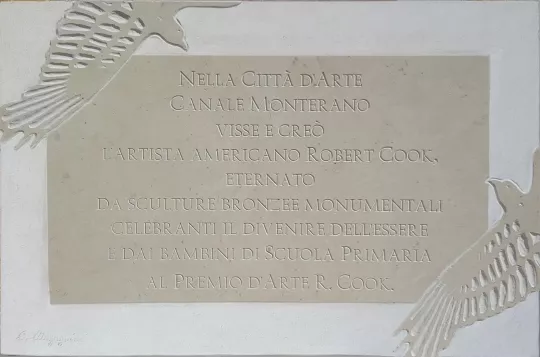 NELLA CITTÀ D'ARTE
CANALE MONTERANO
VISSE E CREÒ
L'ARTISTA AMERICANO ROBERT COOK,
ETERNATO
DA SCULTURE BRONZEE MONUMENTALI
CELEBRANTI IL DIVENIRE DELL'ESSERE
E DAI BAMBINI DI SCUOLA PRIMARIA
AL PREMIO D'ARTE R. COOK.